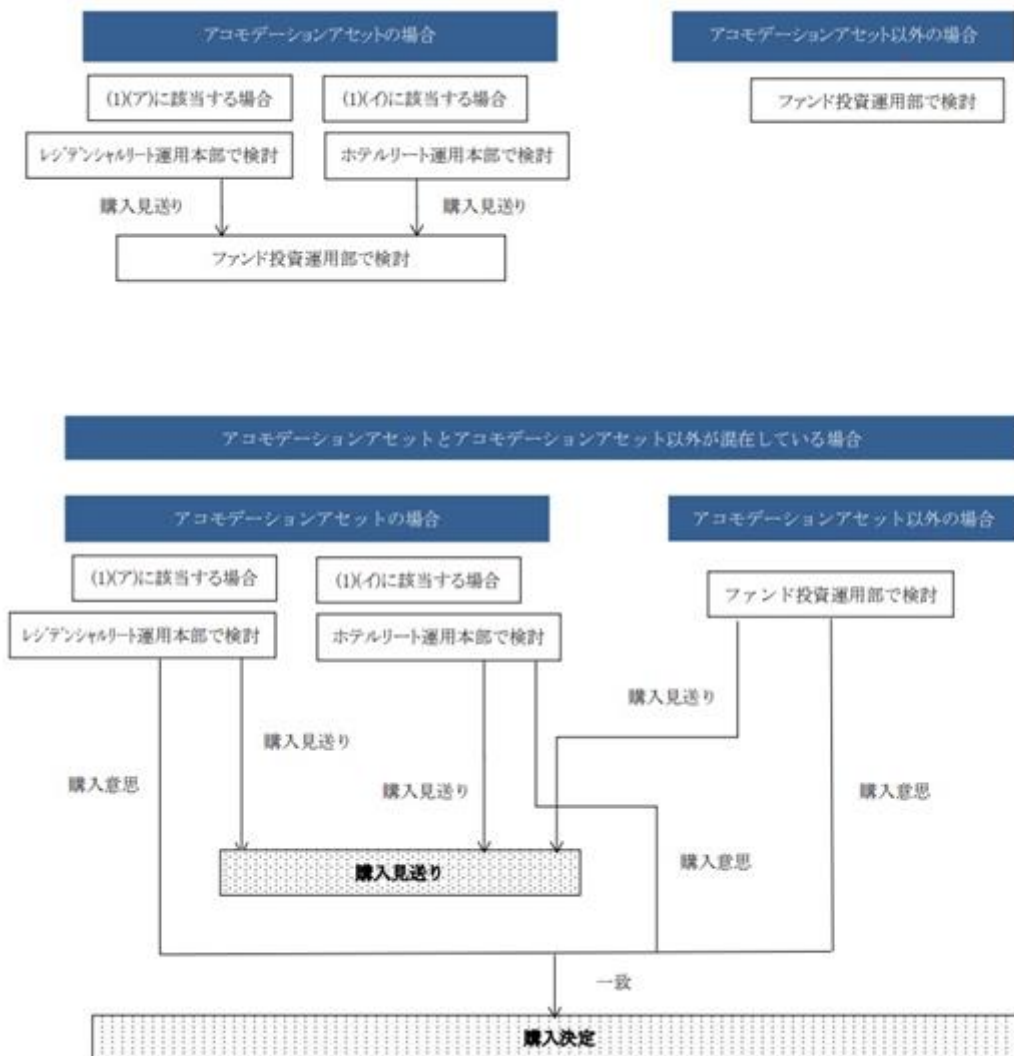 アコモデーションアセットの場合
アコモデーションアセット以外の場合
(1)(ア)に該当する場合
(1)(イ)に該当する場合
ファンド投資運用部で検討
レジデンシャルリート運用本部で検討
ホテルリート運用本部で検討
購入見送り
購入見送り
ファンド投資運用部で検討
アコモデーションアセットとアコモデーションアセット以外が混在している場合
アコモデーションアセットの場合
アコモデーションアセット以外の場合
(1)(ア)に該当する場合
(1)(イ)に該当する場合
ファンド投資運用部で検討
レジデンシャルリート運用本部で検討
ホテルリート運用本部で検討
購入見送り
購入見送り
購入意思
購入見送り
購入意思
購入見送り
購入意思
一致
購入決定